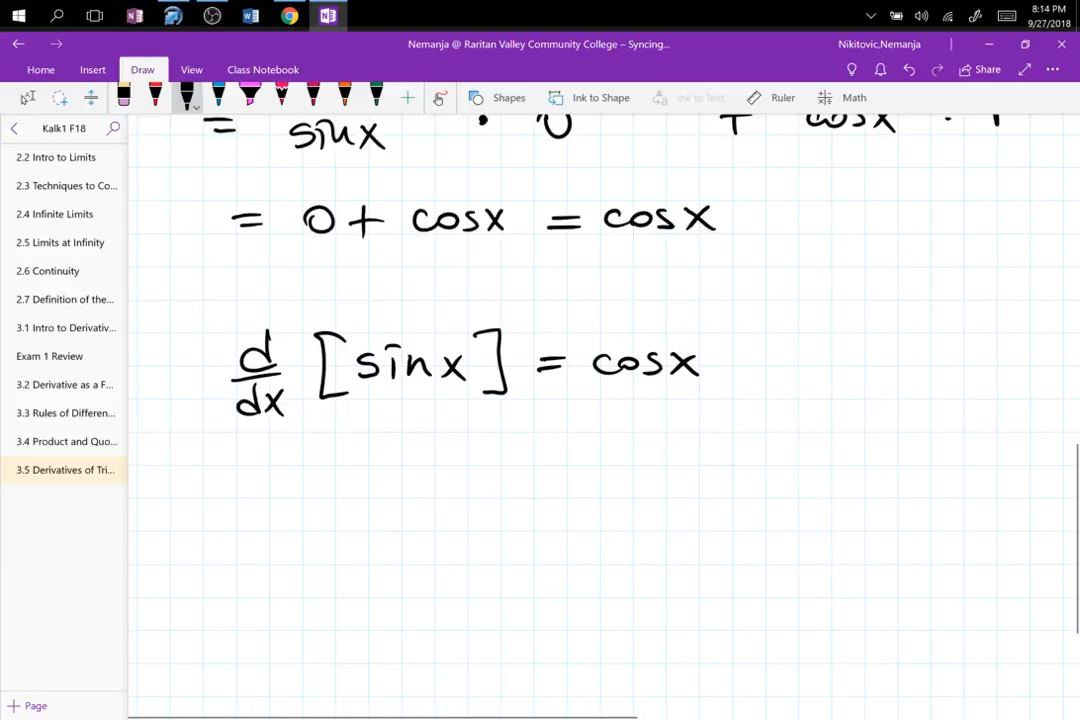 8:14 PM
9/27/2018
Nemanja @ Raritan Valley Community College – Syncing...
Nikitovic,Nemanja
Home Insert Draw View Class Notebook
Share
Shapes Ink to Shape Ink to Text Ruler Math
Kalk1 F18
2.2 Intro to Limits
2.3 Techniques to Co...
2.4 Infinite Limits
2.5 Limits at Infinity
2.6 Continuity
2.7 Definition of the...
3.1 Intro to Derivativ...
Exam 1 Review
3.2 Derivative as a F...
3.3 Rules of Differen...
3.4 Product and Quo...
3.5 Derivatives of Tri...
+ Page
= sinx · 0 + cosx · 1
= 0 + cosx = cosx
d/dx [sinx] = cosx